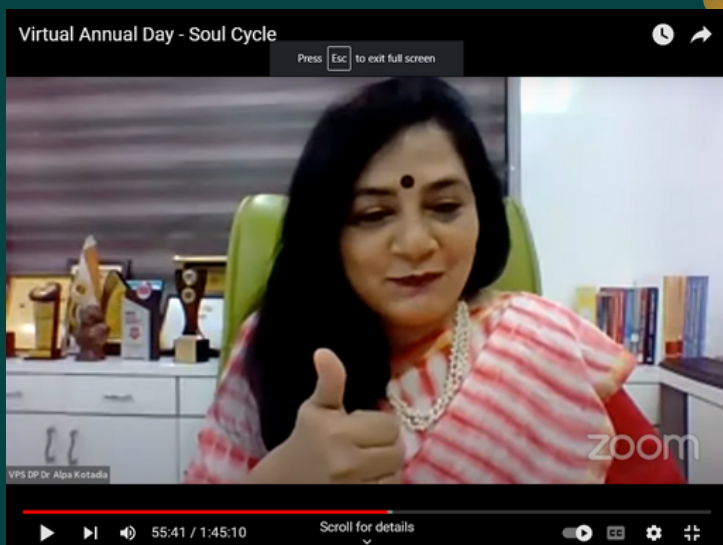 Virtual Annual Day - Soul Cycle
Press Esc to exit full screen
zoom
VPS DP Dr Alpa Kotadia
55:41 / 1:45:10
Scroll for details
CC